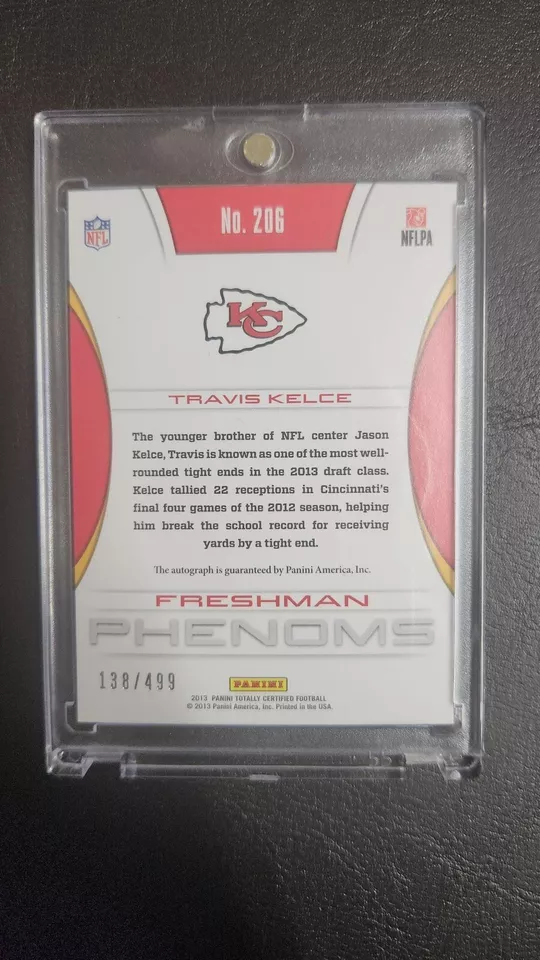 No. 206
NFL
NFLPA
KC
TRAVIS KELCE
The younger brother of NFL center Jason
Kelce, Travis is known as one of the most well-
rounded tight ends in the 2013 draft class.
Kelce tallied 22 receptions in Cincinnati's
final four games of the 2012 season, helping
him break the school record for receiving
yards by a tight end.
The autograph is guaranteed by Panini America, Inc.
FRESHMAN
PHENOMS
138/499
PANINI
2013 PANINI TOTALLY CERTIFIED FOOTBALL
© 2013 Panini America, Inc. Printed in the USA.